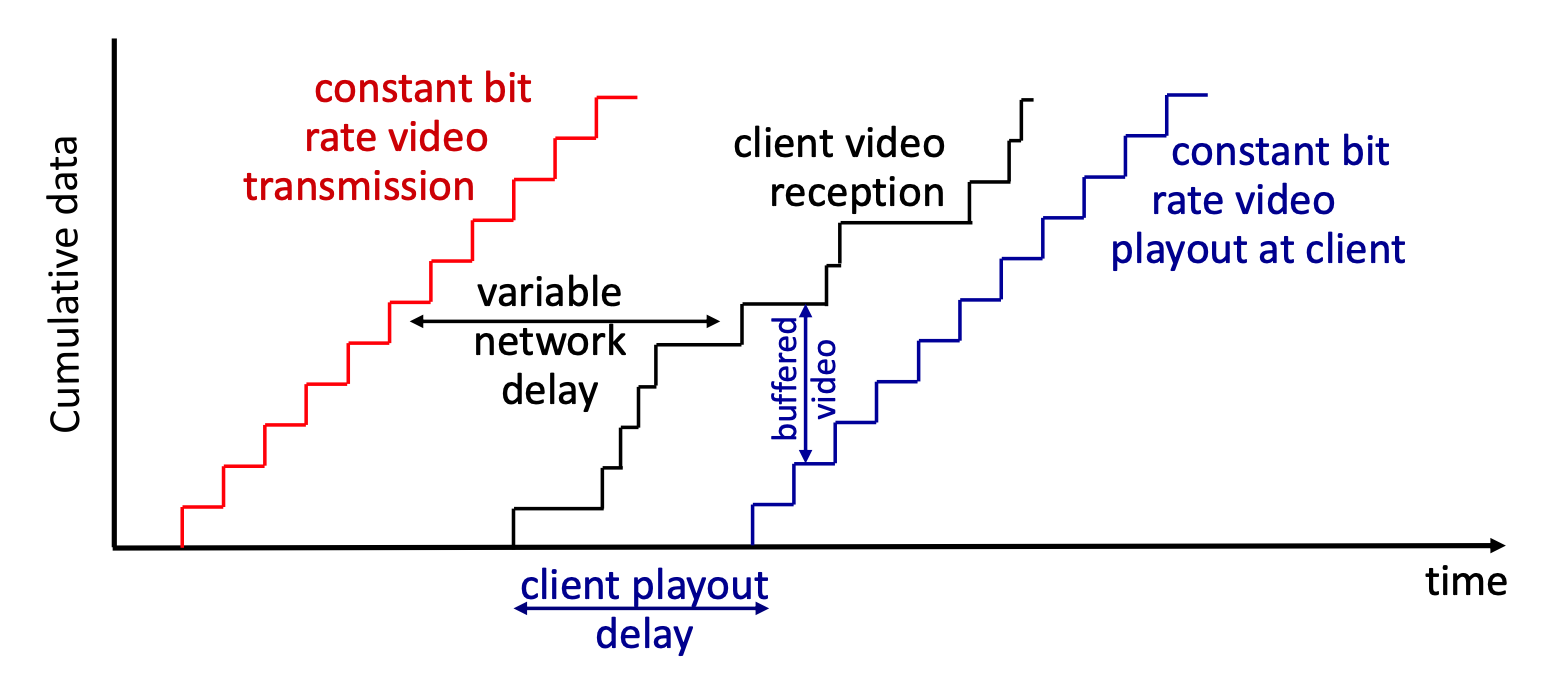 constant bit
rate video
transmission
client video
reception
constant bit
rate video
playout at client
Cumulative data
variable
network
delay
buffered
video
client playout
delay
time